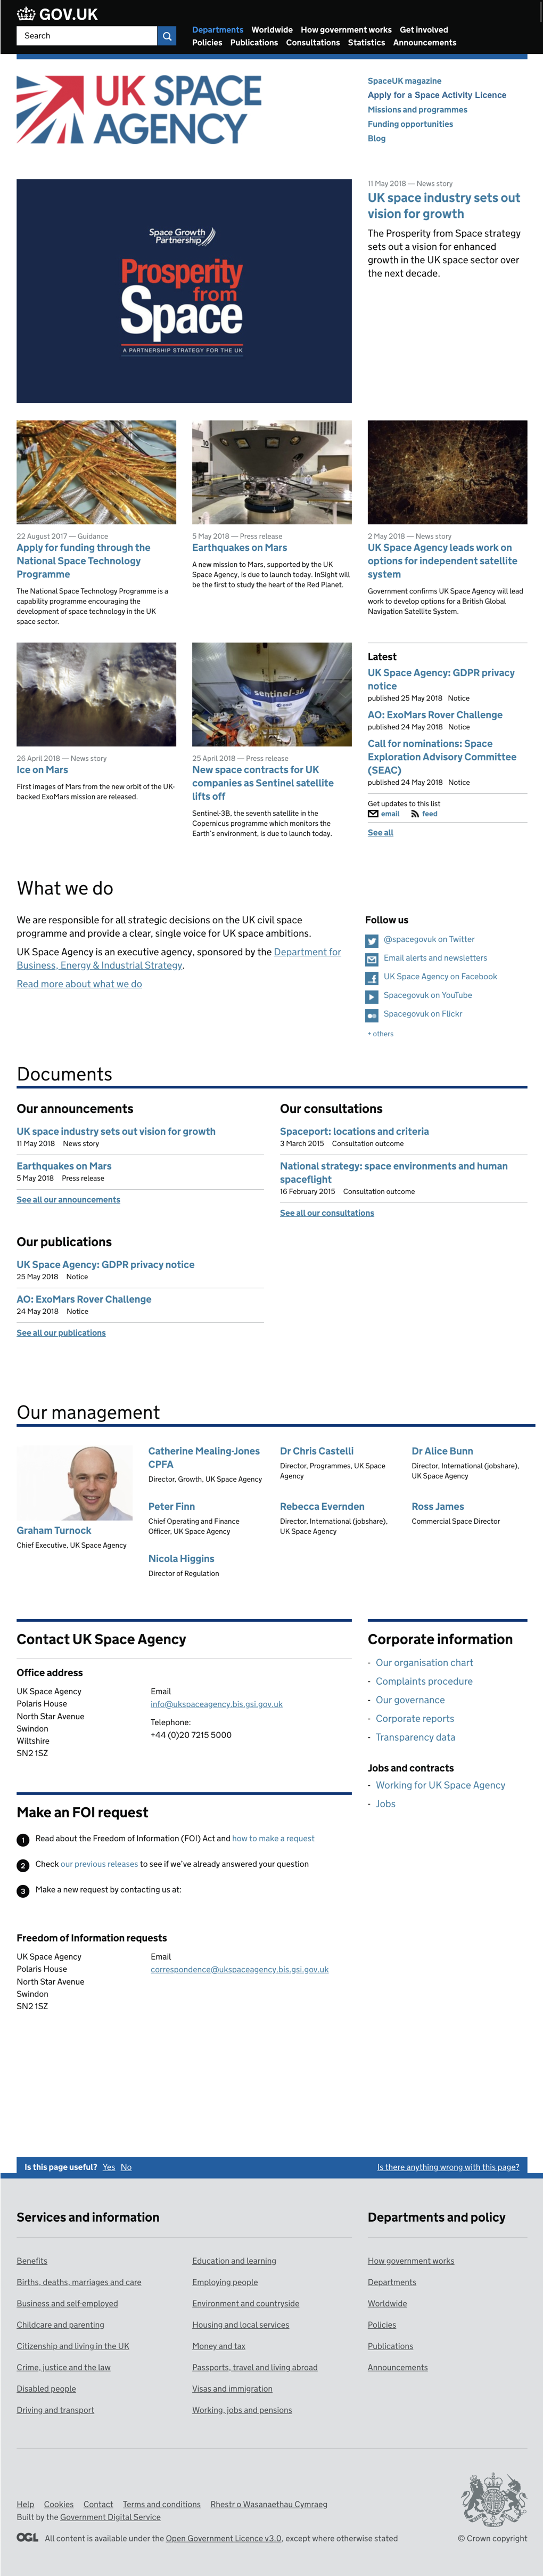 GOV.UK
Search
Departments Worldwide How government works Get involved
Policies Publications Consultations Statistics Announcements
UK SPACE
AGENCY
SpaceUK magazine
Apply for a Space Activity Licence
Missions and programmes
Funding opportunities
Blog
Space Growth
Partnership
Prosperity
from
Space
A PARTNERSHIP STRATEGY FOR THE UK
11 May 2018 — News story
UK space industry sets out
vision for growth
The Prosperity from Space strategy
sets out a vision for enhanced
growth in the UK space sector over
the next decade.
22 August 2017 — Guidance
Apply for funding through the
National Space Technology
Programme
The National Space Technology Programme is a
capability programme encouraging the
development of space technology in the UK
space sector.
5 May 2018 — Press release
Earthquakes on Mars
A new mission to Mars, supported by the UK
Space Agency, is due to launch today. InSight will
be the first to study the heart of the Red Planet.
2 May 2018 — News story
UK Space Agency leads work on
options for independent satellite
system
Government confirms UK Space Agency will lead
work to develop options for a British Global
Navigation Satellite System.
26 April 2018 — News story
Ice on Mars
First images of Mars from the new orbit of the UK-
backed ExoMars mission are released.
sentinel-3b
25 April 2018 — Press release
New space contracts for UK
companies as Sentinel satellite
lifts off
Sentinel-3B, the seventh satellite in the
Copernicus programme which monitors the
Earth's environment, is due to launch today.
Latest
UK Space Agency: GDPR privacy
notice
published 25 May 2018 Notice
AO: ExoMars Rover Challenge
published 24 May 2018 Notice
Call for nominations: Space
Exploration Advisory Committee
(SEAC)
published 24 May 2018 Notice
Get updates to this list
email feed
See all
What we do
We are responsible for all strategic decisions on the UK civil space
programme and provide a clear, single voice for UK space ambitions.
UK Space Agency is an executive agency, sponsored by the Department for
Business, Energy & Industrial Strategy.
Read more about what we do
Follow us
@spacegovuk on Twitter
Email alerts and newsletters
UK Space Agency on Facebook
Spacegovuk on YouTube
Spacegovuk on Flickr
+ others
Documents
Our announcements
UK space industry sets out vision for growth
11 May 2018 News story
Earthquakes on Mars
5 May 2018 Press release
See all our announcements
Our consultations
Spaceport: locations and criteria
3 March 2015 Consultation outcome
National strategy: space environments and human
spaceflight
16 February 2015 Consultation outcome
See all our consultations
Our publications
UK Space Agency: GDPR privacy notice
25 May 2018 Notice
AO: ExoMars Rover Challenge
24 May 2018 Notice
See all our publications
Our management
Graham Turnock
Chief Executive, UK Space Agency
Catherine Mealing-Jones
CPFA
Director, Growth, UK Space Agency
Dr Chris Castelli
Director, Programmes, UK Space
Agency
Dr Alice Bunn
Director, International (jobshare),
UK Space Agency
Peter Finn
Chief Operating and Finance
Officer, UK Space Agency
Rebecca Evernden
Director, International (jobshare),
UK Space Agency
Ross James
Commercial Space Director
Nicola Higgins
Director of Regulation
Contact UK Space Agency
Office address
UK Space Agency
Polaris House
North Star Avenue
Swindon
Wiltshire
SN2 1SZ
Email
info@ukspaceagency.bis.gsi.gov.uk
Telephone:
+44 (0)20 7215 5000
Corporate information
- Our organisation chart
- Complaints procedure
- Our governance
- Corporate reports
- Transparency data
Jobs and contracts
- Working for UK Space Agency
- Jobs
Make an FOI request
1 Read about the Freedom of Information (FOI) Act and how to make a request
2 Check our previous releases to see if we've already answered your question
3 Make a new request by contacting us at:
Freedom of Information requests
UK Space Agency
Polaris House
North Star Avenue
Swindon
SN2 1SZ
Email
correspondence@ukspaceagency.bis.gsi.gov.uk
Is this page useful? Yes No
Is there anything wrong with this page?
Services and information
Benefits
Births, deaths, marriages and care
Business and self-employed
Childcare and parenting
Citizenship and living in the UK
Crime, justice and the law
Disabled people
Driving and transport
Education and learning
Employing people
Environment and countryside
Housing and local services
Money and tax
Passports, travel and living abroad
Visas and immigration
Working, jobs and pensions
Departments and policy
How government works
Departments
Worldwide
Policies
Publications
Announcements
Help Cookies Contact Terms and conditions Rhestr o Wasanaethau Cymraeg
Built by the Government Digital Service
OGL All content is available under the Open Government Licence v3.0, except where otherwise stated
© Crown copyright